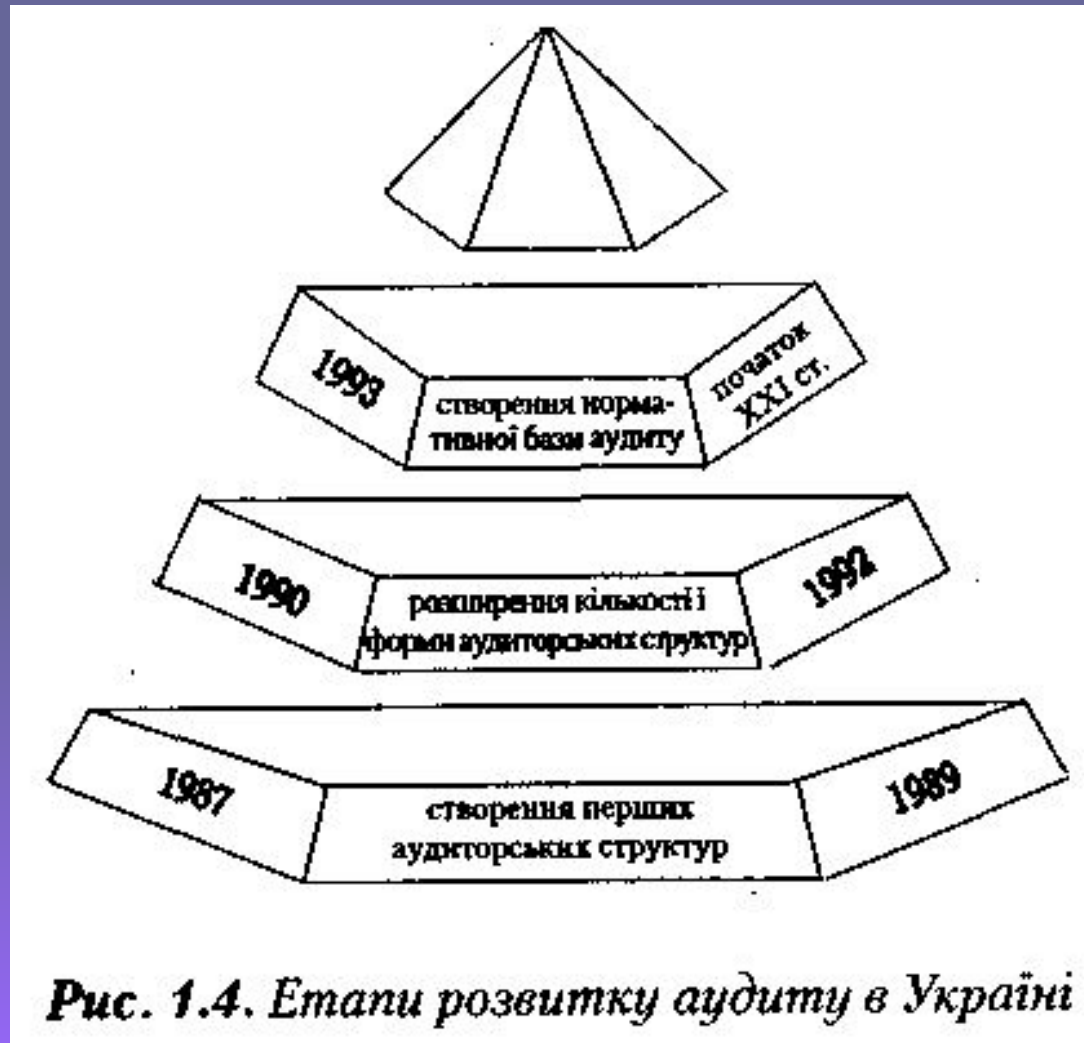 1993
створення норма-
тивної бази аудиту
початок
XXI ст.
1990
розширення кількості і
форми аудиторських структур
1992
1987
створення перших
аудиторських структур
1989
Рис. 1.4. Етапи розвитку аудиту в Україні